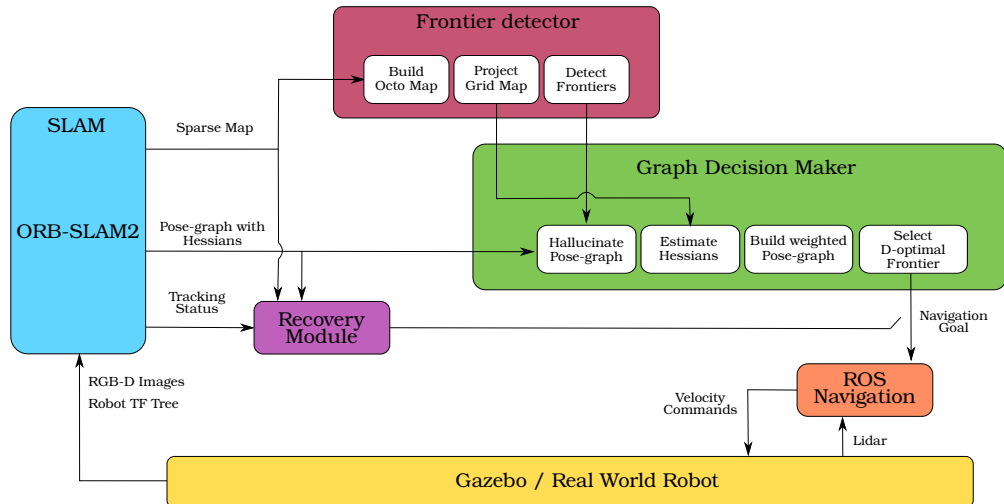 Frontier detector
Build
Octo Map
Project
Grid Map
Detect
Frontiers
SLAM
ORB-SLAM2
Sparse Map
Pose-graph with
Hessians
Tracking
Status
Graph Decision Maker
Hallucinate
Pose-graph
Estimate
Hessians
Build weighted
Pose-graph
Select
D-optimal
Frontier
Recovery
Module
Navigation
Goal
RGB-D Images
Robot TF Tree
ROS
Navigation
Velocity
Commands
Lidar
Gazebo / Real World Robot